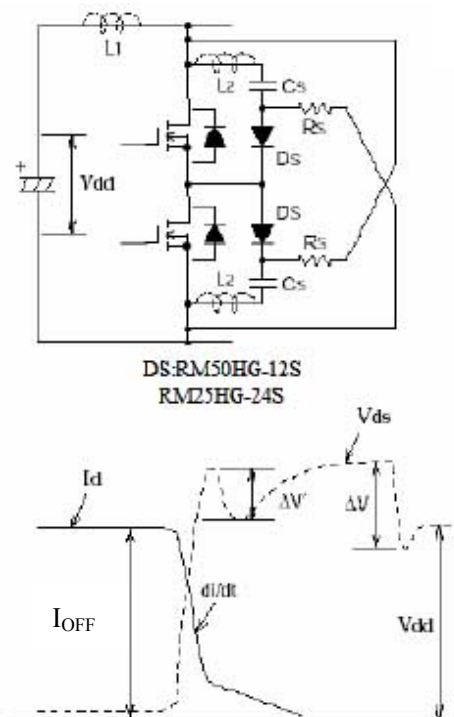 L1
L2
Cs
Rs
DS
+
Vdd
DS
Rs
L2
Cs
DS:RM50HG-12S
RM25HG-24S
Vds
Id
ΔV'
ΔV
di/dt
IOFF
Vdd